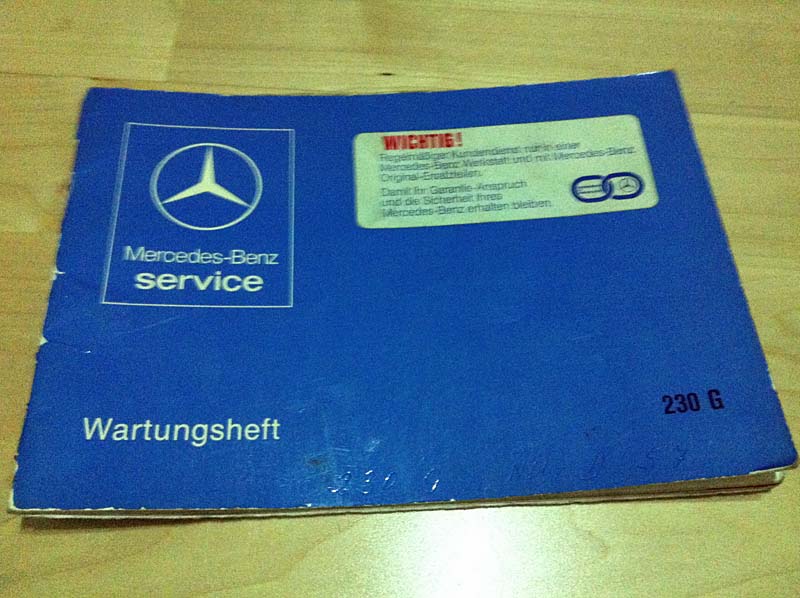 Mercedes-Benz
service
WICHTIG!
Regelmäßiger Kundendienst nur in einer
Mercedes-Benz Werkstatt und mit Mercedes-Benz
Original-Ersatzteilen.
Damit Ihr Garantie-Anspruch
und die Sicherheit Ihres
Mercedes-Benz erhalten bleiben.
230 G
Wartungsheft